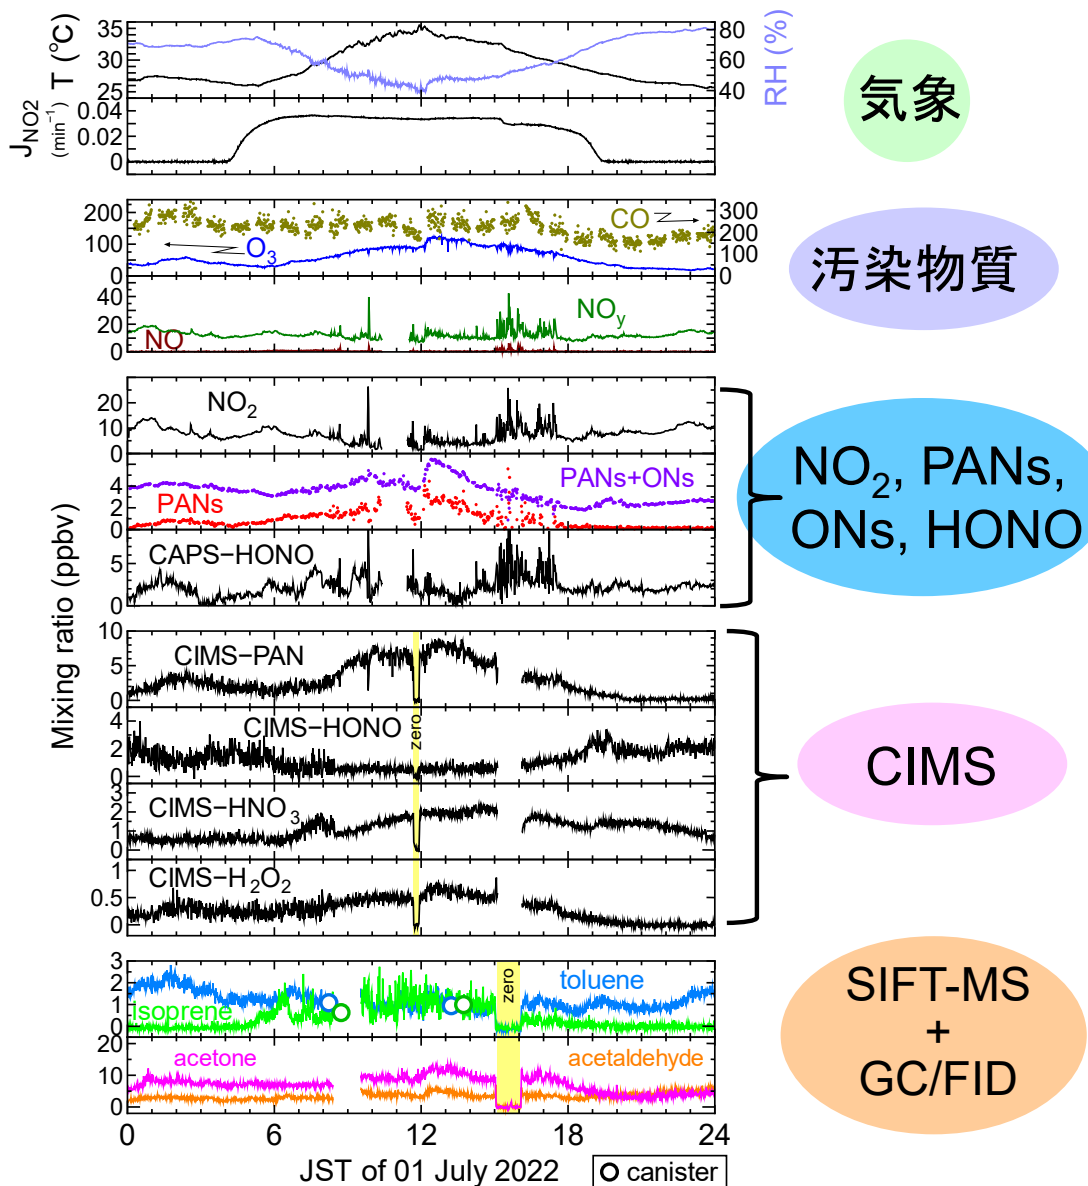 T (°C)
35
30
25
80
60
40
RH (%)
気象
J_NO2
(min⁻¹)
0.04
0.02
0
200
100
0
O₃
CO
300
200
100
0
汚染物質
40
20
0
NO
NO_y
Mixing ratio (ppbv)
20
10
0
NO₂
4
2
0
PANs
PANs+ONs
5
0
CAPS−HONO
NO₂, PANs,
ONs, HONO
10
5
0
CIMS−PAN
4
2
0
CIMS−HONO
zero
3
2
1
0
CIMS−HNO₃
1
0.5
0
CIMS−H₂O₂
CIMS
3
2
1
0
isoprene
toluene
zero
20
10
0
acetone
acetaldehyde
SIFT-MS
+
GC/FID
0 6 12 18 24
JST of 01 July 2022
canister